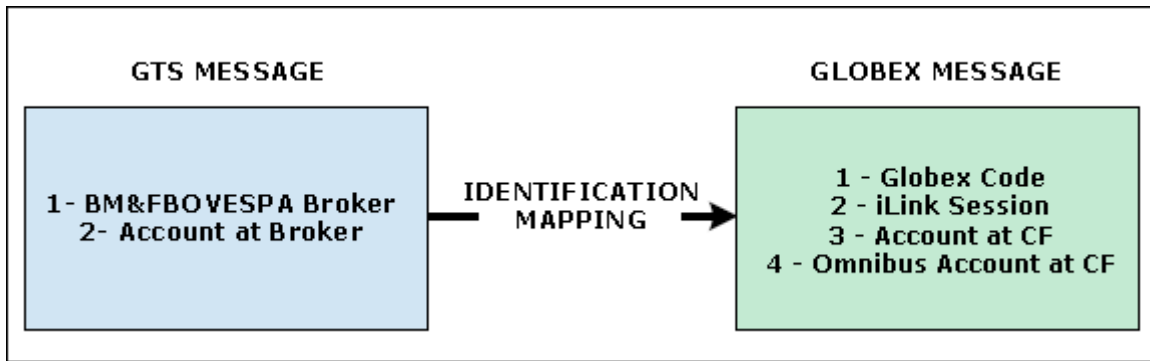 GTS MESSAGE
GLOBEX MESSAGE
1- BM&FBOVESPA Broker
2- Account at Broker
IDENTIFICATION
MAPPING
1 - Globex Code
2 - iLink Session
3 - Account at CF
4 - Omnibus Account at CF